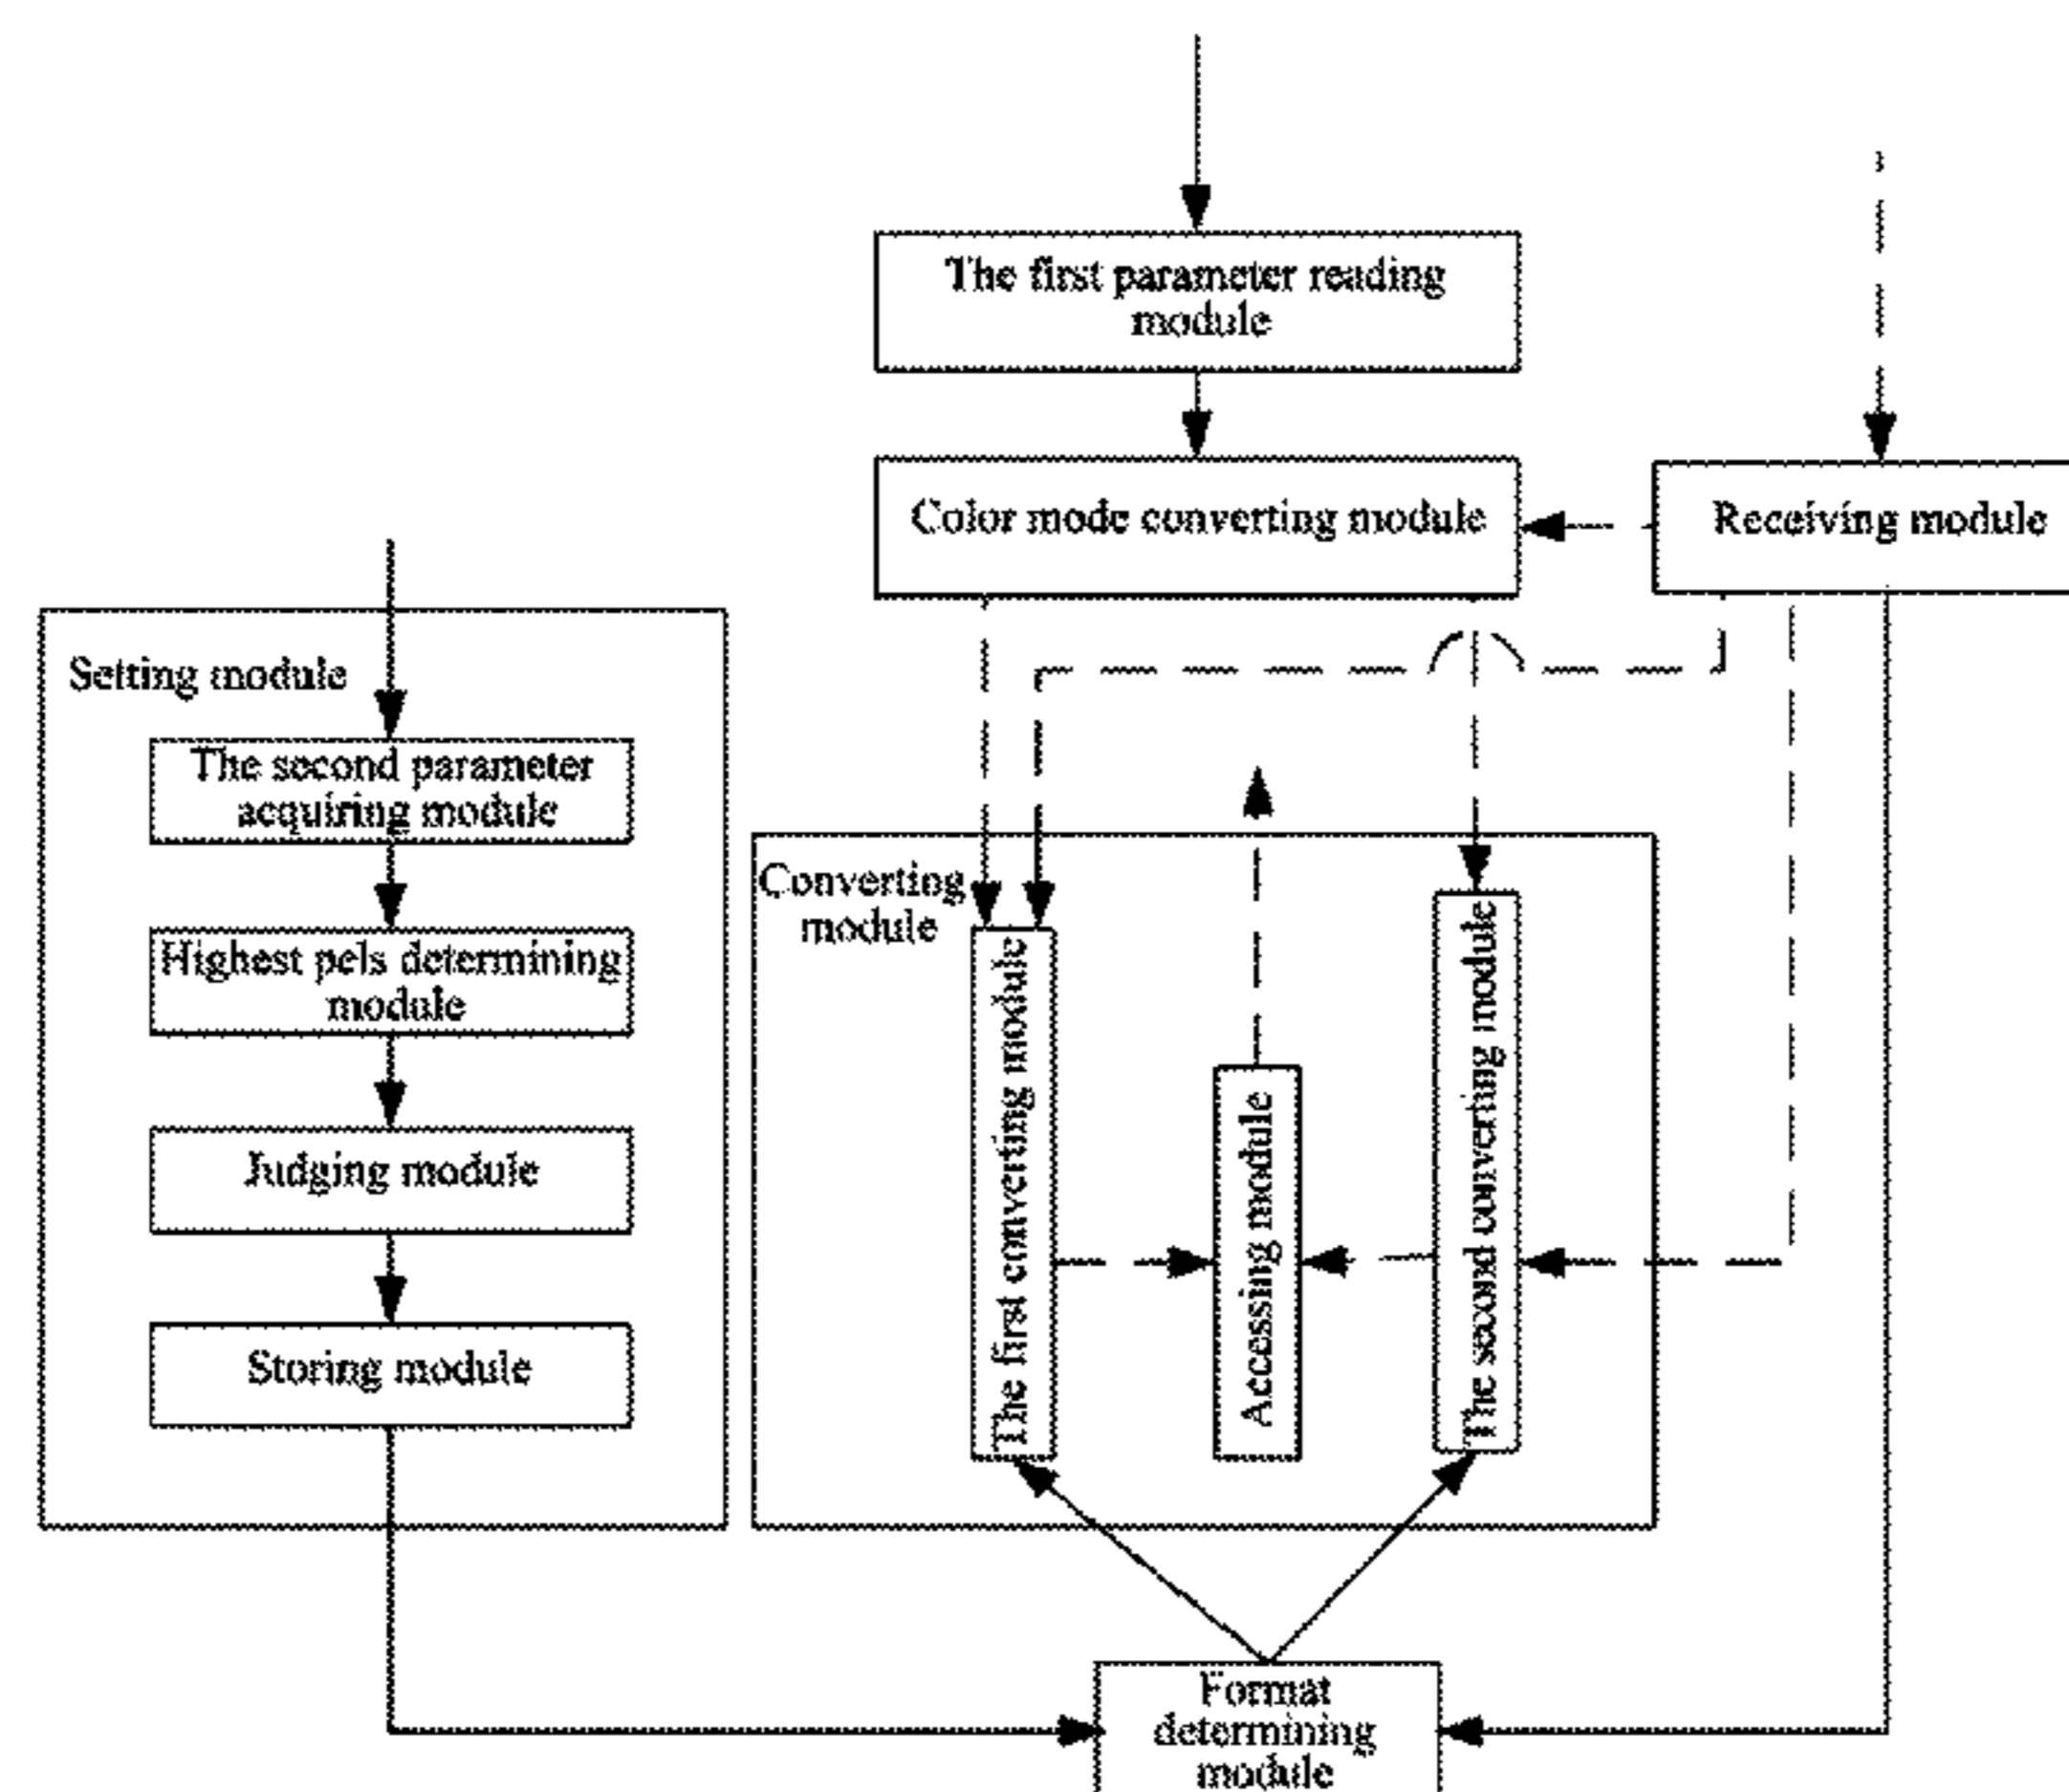 The first parameter reading
module
Color mode converting module
Receiving module
Setting module
The second parameter
acquiring module
Highest pels determining
module
Judging module
Storing module
Converting
module
The first converting module
Accessing module
The second converting module
Format
determining
module